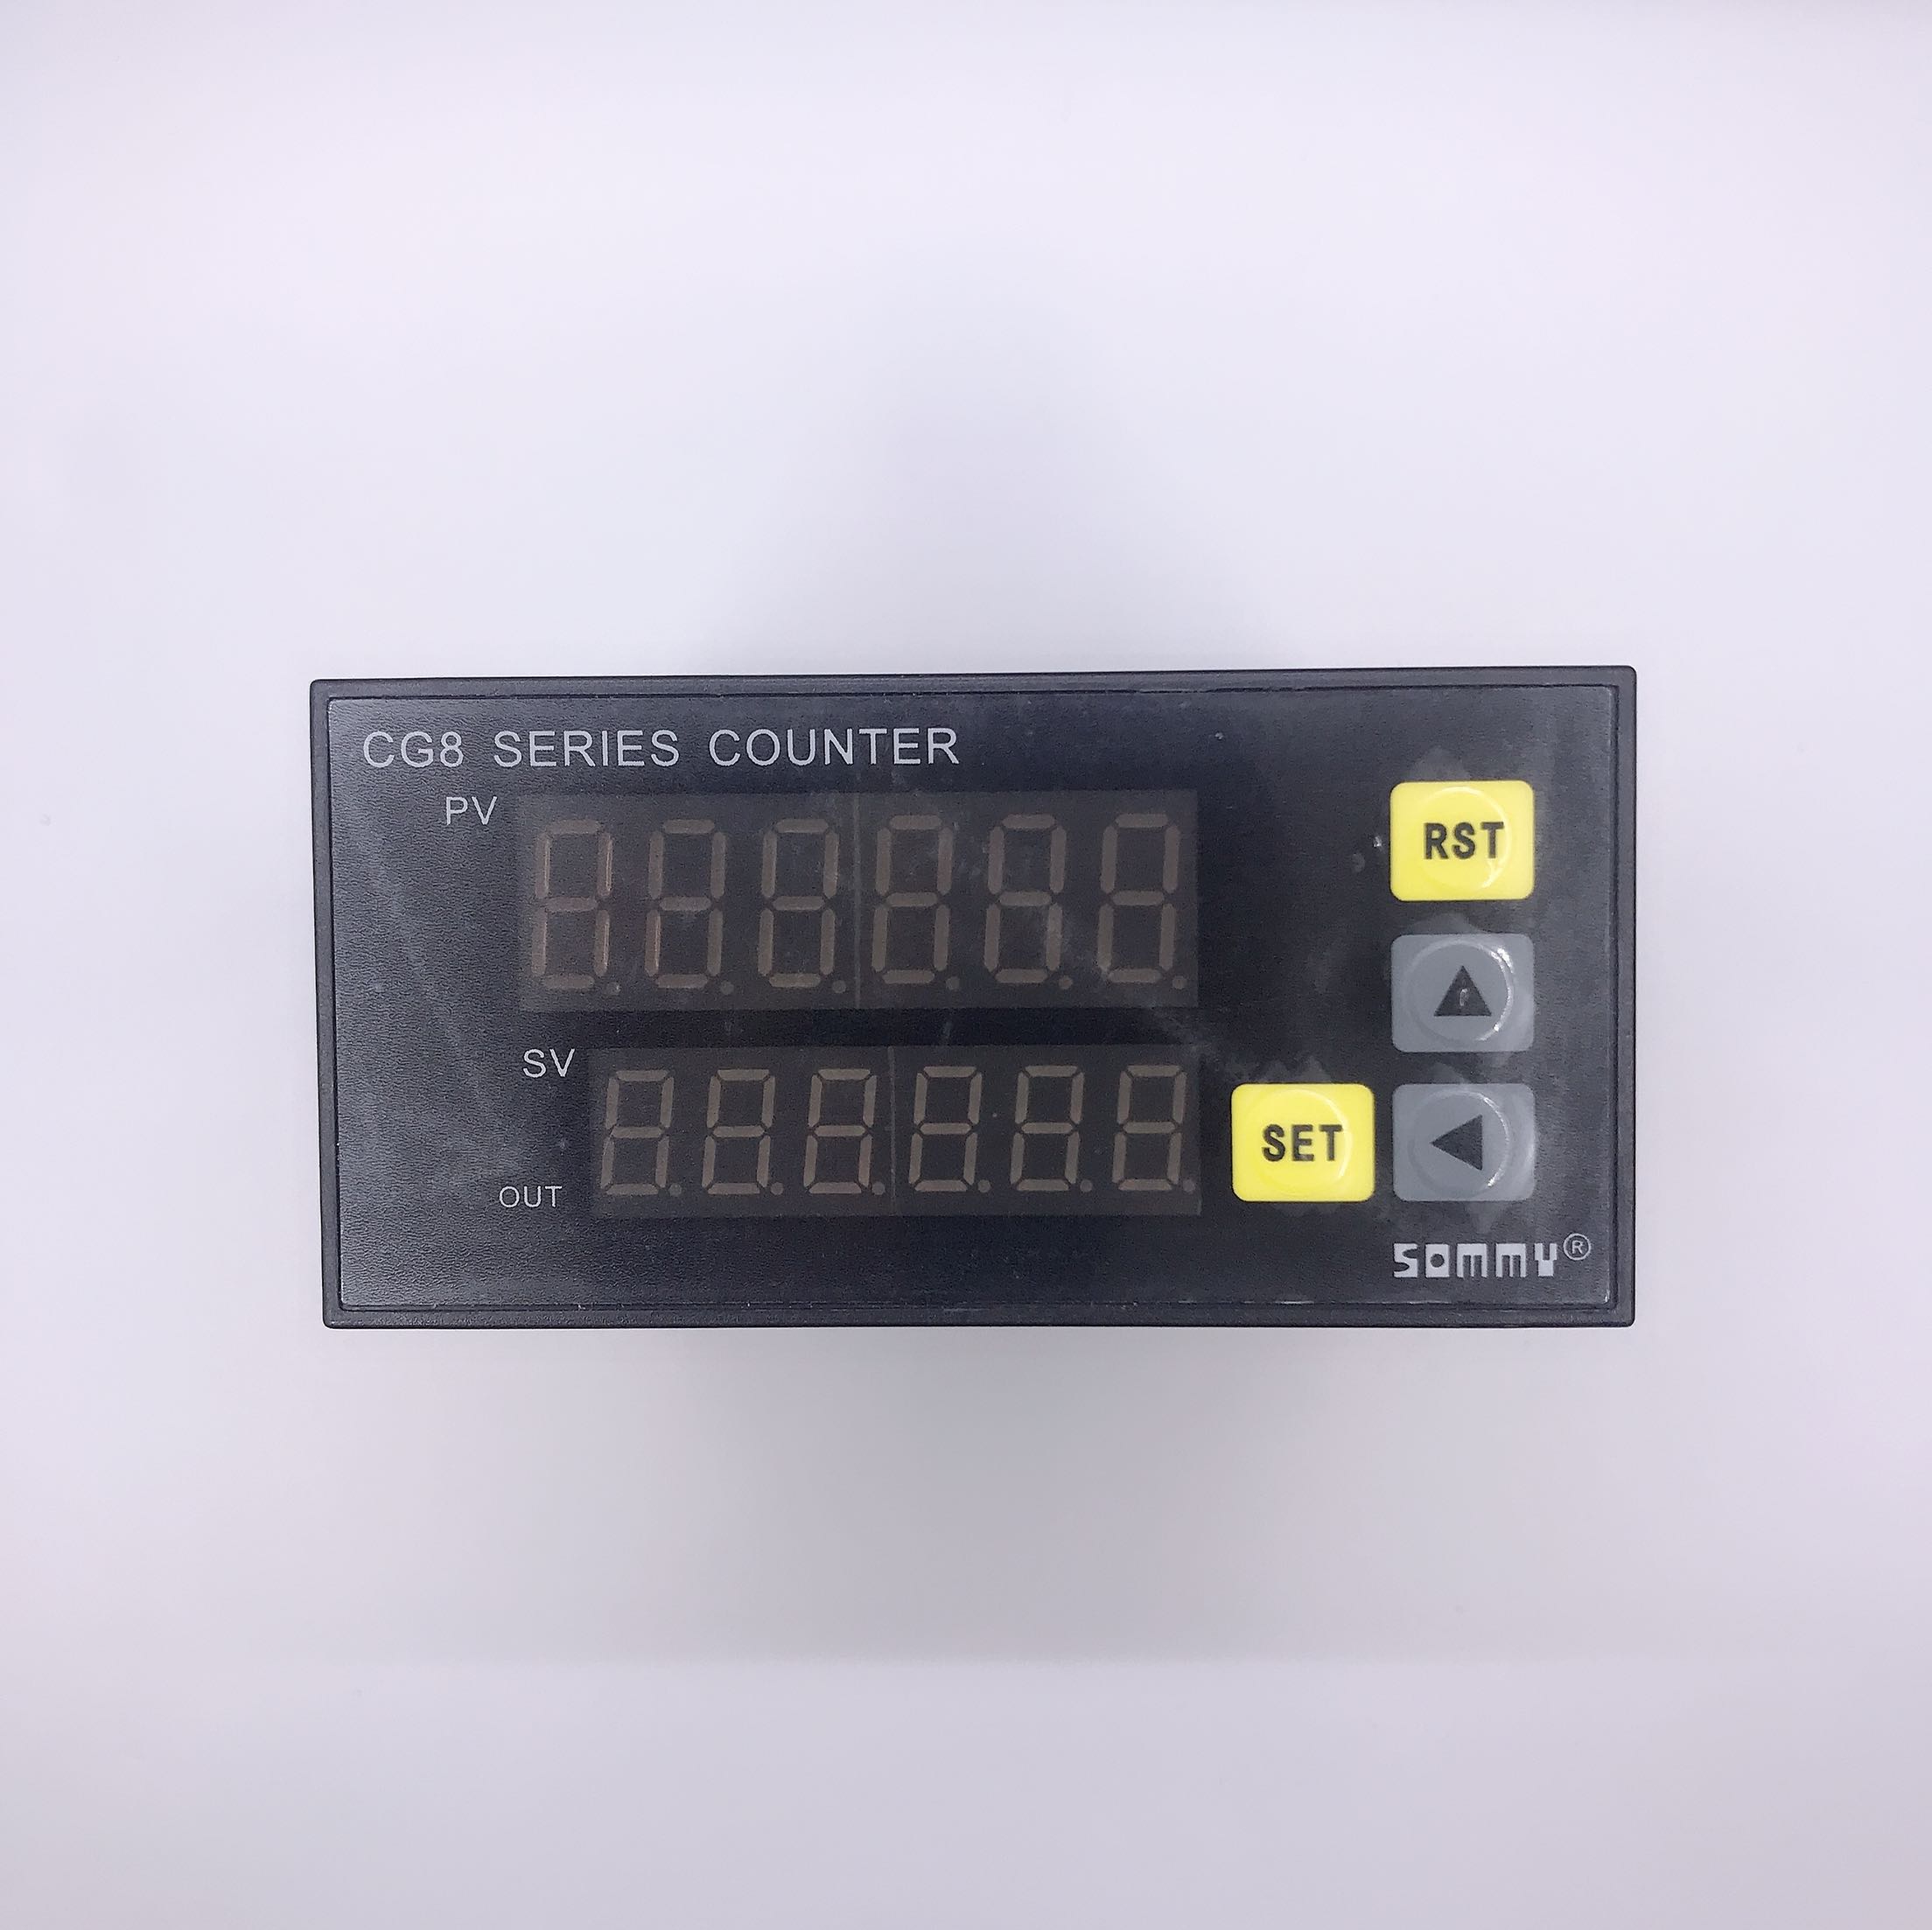 CG8 SERIES COUNTER
PV
RST
SV
SET
OUT
SOMMY®